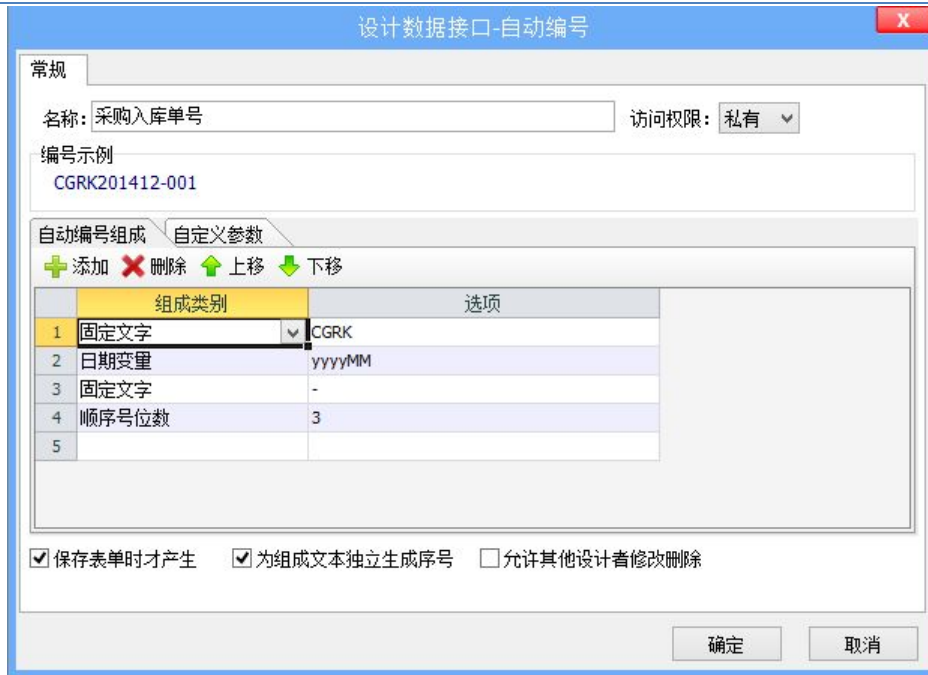 设计数据接口-自动编号
X
常规
名称: 采购入库单号 访问权限: 私有
编号示例
CGRK201412-001
自动编号组成 自定义参数
添加 删除 上移 下移
组成类别 选项
1 固定文字 CGRK
2 日期变量 yyyyMM
3 固定文字 -
4 顺序号位数 3
5
保存表单时才产生 为组成文本独立生成序号 允许其他设计者修改删除
确定 取消